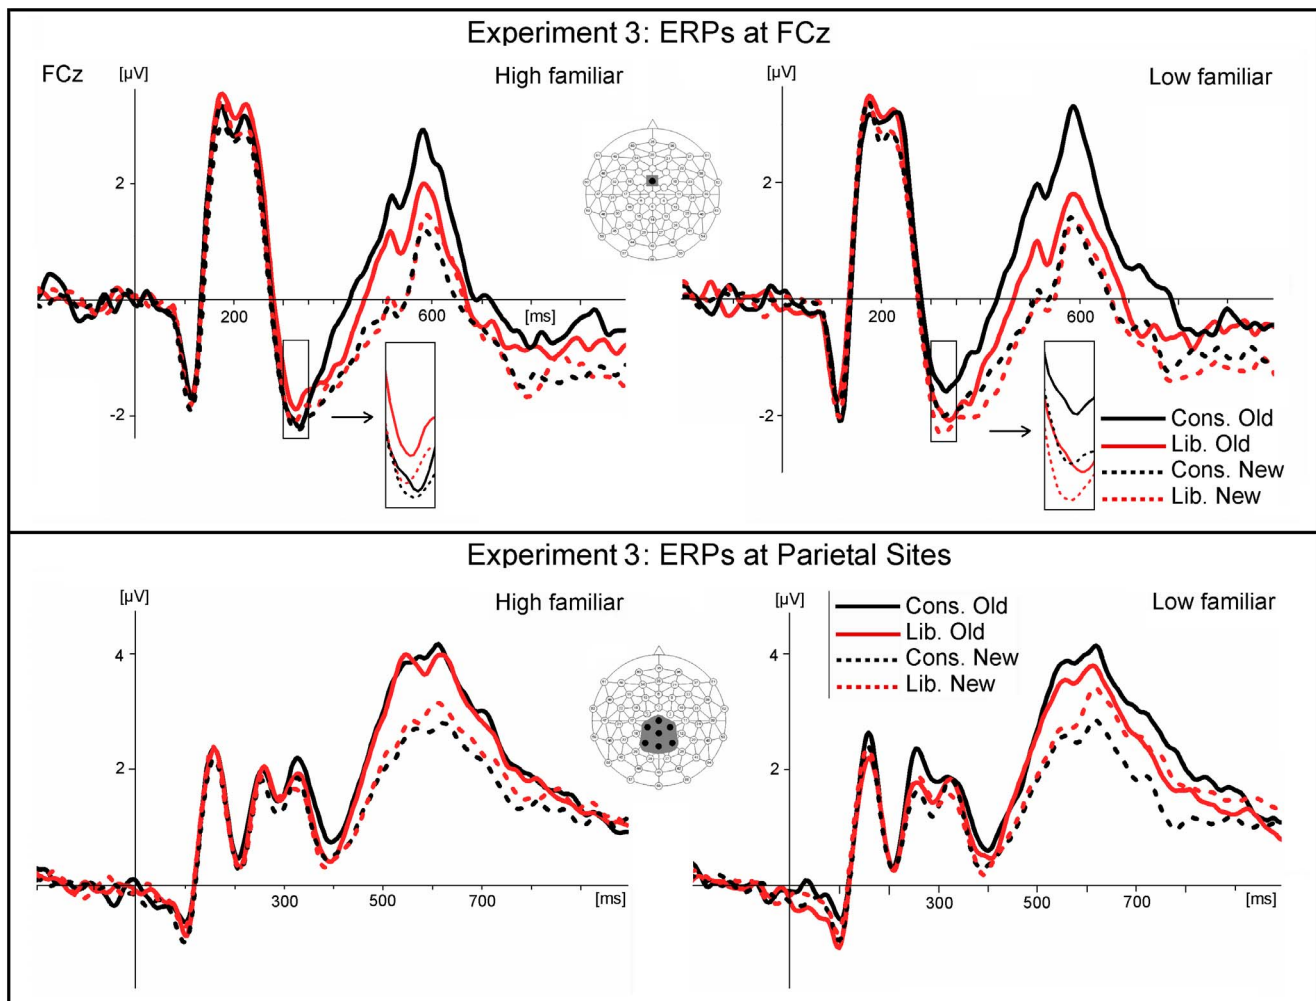 Experiment 3: ERPs at FCz
FCz
[µV]
High familiar
2
200
600
[ms]
-2
[µV]
Low familiar
2
200
600
-2
Cons. Old
Lib. Old
Cons. New
Lib. New
Experiment 3: ERPs at Parietal Sites
[µV]
High familiar
4
2
300
500
700
[ms]
[µV]
Cons. Old
Lib. Old
Cons. New
Lib. New
Low familiar
4
2
300
500
700
[ms]